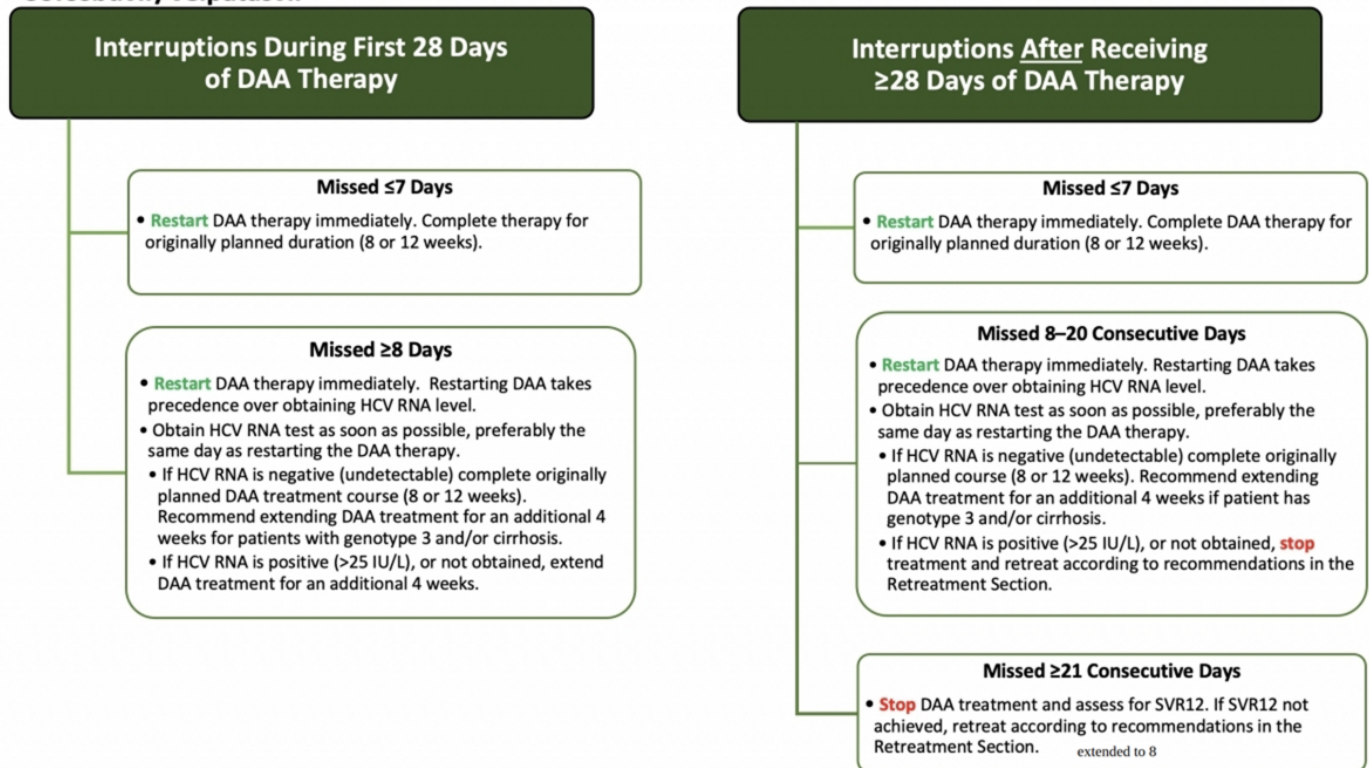 Interruptions During First 28 Days
of DAA Therapy
Missed ≤7 Days
• Restart DAA therapy immediately. Complete therapy for
originally planned duration (8 or 12 weeks).
Missed ≥8 Days
• Restart DAA therapy immediately. Restarting DAA takes
precedence over obtaining HCV RNA level.
• Obtain HCV RNA test as soon as possible, preferably the
same day as restarting the DAA therapy.
• If HCV RNA is negative (undetectable) complete originally
planned DAA treatment course (8 or 12 weeks).
Recommend extending DAA treatment for an additional 4
weeks for patients with genotype 3 and/or cirrhosis.
• If HCV RNA is positive (>25 IU/L), or not obtained, extend
DAA treatment for an additional 4 weeks.
Interruptions After Receiving
≥28 Days of DAA Therapy
Missed ≤7 Days
• Restart DAA therapy immediately. Complete DAA therapy for
originally planned duration (8 or 12 weeks).
Missed 8–20 Consecutive Days
• Restart DAA therapy immediately. Restarting DAA takes
precedence over obtaining HCV RNA level.
• Obtain HCV RNA test as soon as possible, preferably the
same day as restarting the DAA therapy.
• If HCV RNA is negative (undetectable) complete originally
planned course (8 or 12 weeks). Recommend extending
DAA treatment for an additional 4 weeks if patient has
genotype 3 and/or cirrhosis.
• If HCV RNA is positive (>25 IU/L), or not obtained, stop
treatment and retreat according to recommendations in the
Retreatment Section.
Missed ≥21 Consecutive Days
• Stop DAA treatment and assess for SVR12. If SVR12 not
achieved, retreat according to recommendations in the
Retreatment Section.
extended to 8